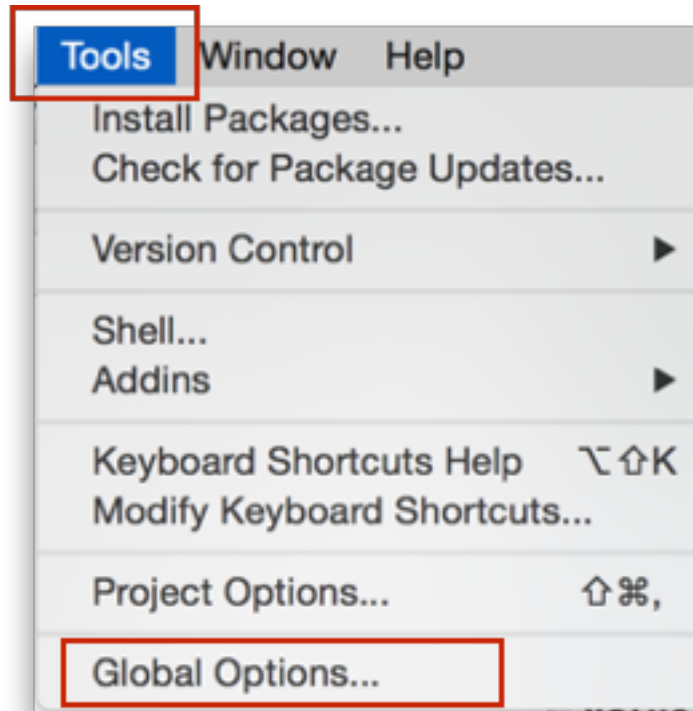 Tools Window Help
Install Packages...
Check for Package Updates...
Version Control ▶
Shell...
Addins ▶
Keyboard Shortcuts Help ⌥⇧K
Modify Keyboard Shortcuts...
Project Options... ⇧⌘,
Global Options...